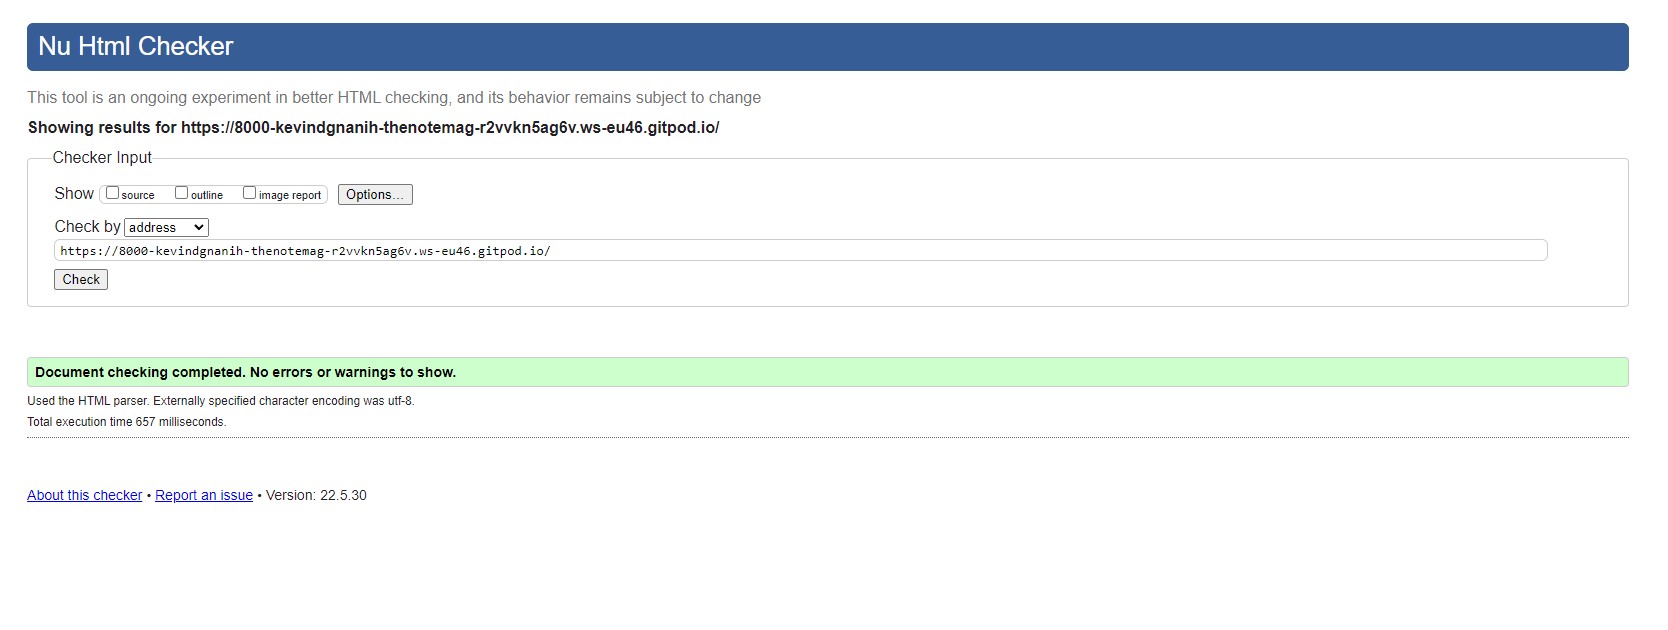 Nu Html Checker
This tool is an ongoing experiment in better HTML checking, and its behavior remains subject to change
Showing results for https://8000-kevindgnanih-thenotemag-r2vvkn5ag6v.ws-eu46.gitpod.io/
Checker Input
Show source outline image report Options...
Check by address
https://8000-kevindgnanih-thenotemag-r2vvkn5ag6v.ws-eu46.gitpod.io/
Check
Document checking completed. No errors or warnings to show.
Used the HTML parser. Externally specified character encoding was utf-8.
Total execution time 657 milliseconds.
About this checker • Report an issue • Version: 22.5.30